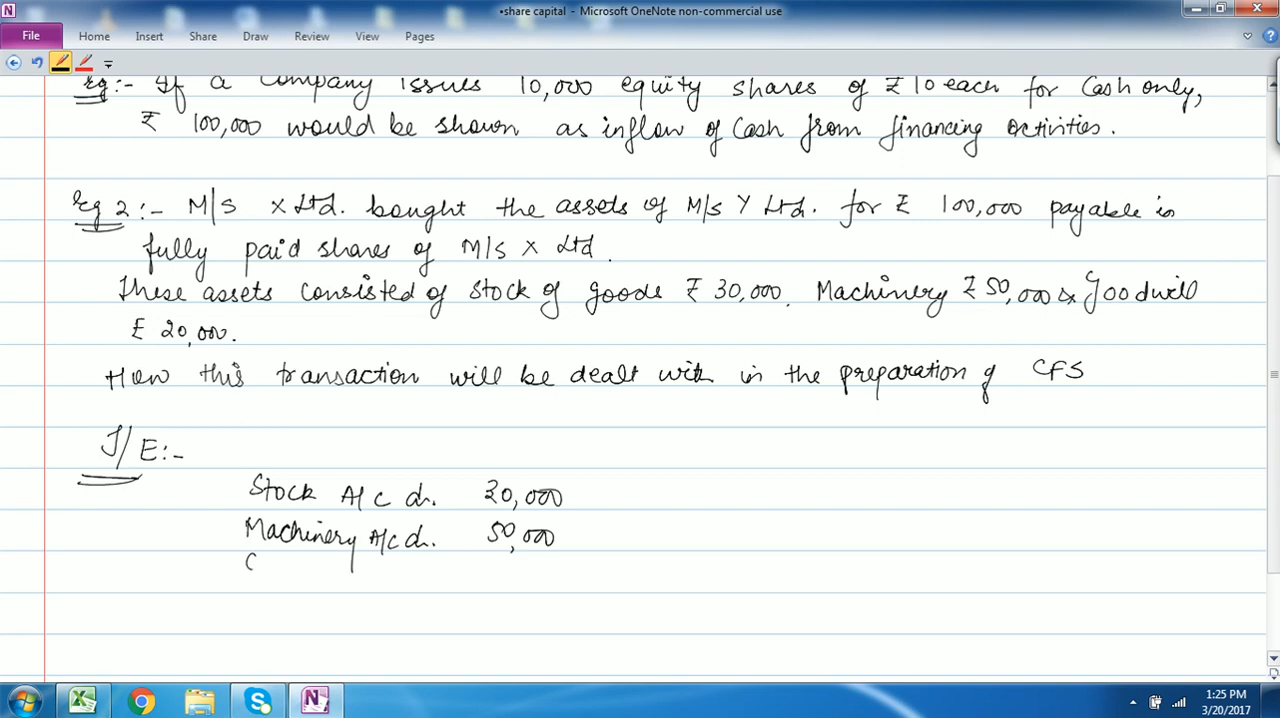 •share capital - Microsoft OneNote non-commercial use
File Home Insert Share Draw Review View Pages
Eg :- If a Company issues 10,000 equity shares of ₹ 10 each for Cash only,
₹ 100,000 would be shown as inflow of Cash from financing activities.
Eg 2 :- M/S X Ltd. bought the assets of M/s Y Ltd. for ₹ 100,000 payable in
fully paid shares of M/s X Ltd.
These assets consisted of stock of goods ₹ 30,000. Machinery ₹ 50,000 & Goodwill
₹ 20,000.
How this transaction will be dealt with in the preparation of CFS
J/E:-
Stock A/c dr. 30,000
Machinery A/c dr. 50,000
G
1:25 PM
3/20/2017